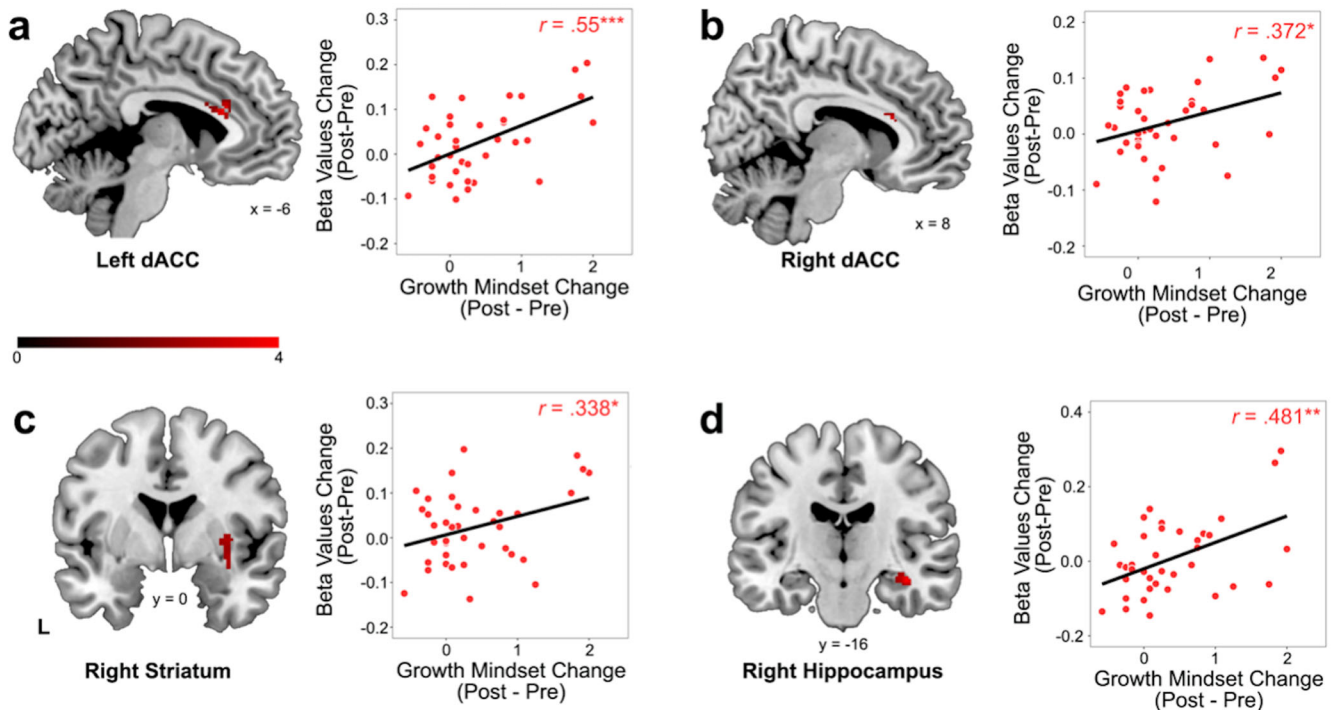 a
r = .55***
0.3
0.2
0.1
0.0
-0.1
-0.2
Beta Values Change
(Post-Pre)
0
1
2
Growth Mindset Change
(Post - Pre)
x = -6
Left dACC
b
r = .372*
0.2
0.1
0.0
-0.1
-0.2
Beta Values Change
(Post-Pre)
0
1
2
Growth Mindset Change
(Post - Pre)
x = 8
Right dACC
0
4
c
r = .338*
0.3
0.2
0.1
0.0
-0.1
-0.2
Beta Values Change
(Post-Pre)
0
1
2
Growth Mindset Change
(Post - Pre)
y = 0
L
Right Striatum
d
r = .481**
0.4
0.2
0.0
-0.2
Beta Values Change
(Post-Pre)
0
1
2
Growth Mindset Change
(Post - Pre)
y = -16
Right Hippocampus